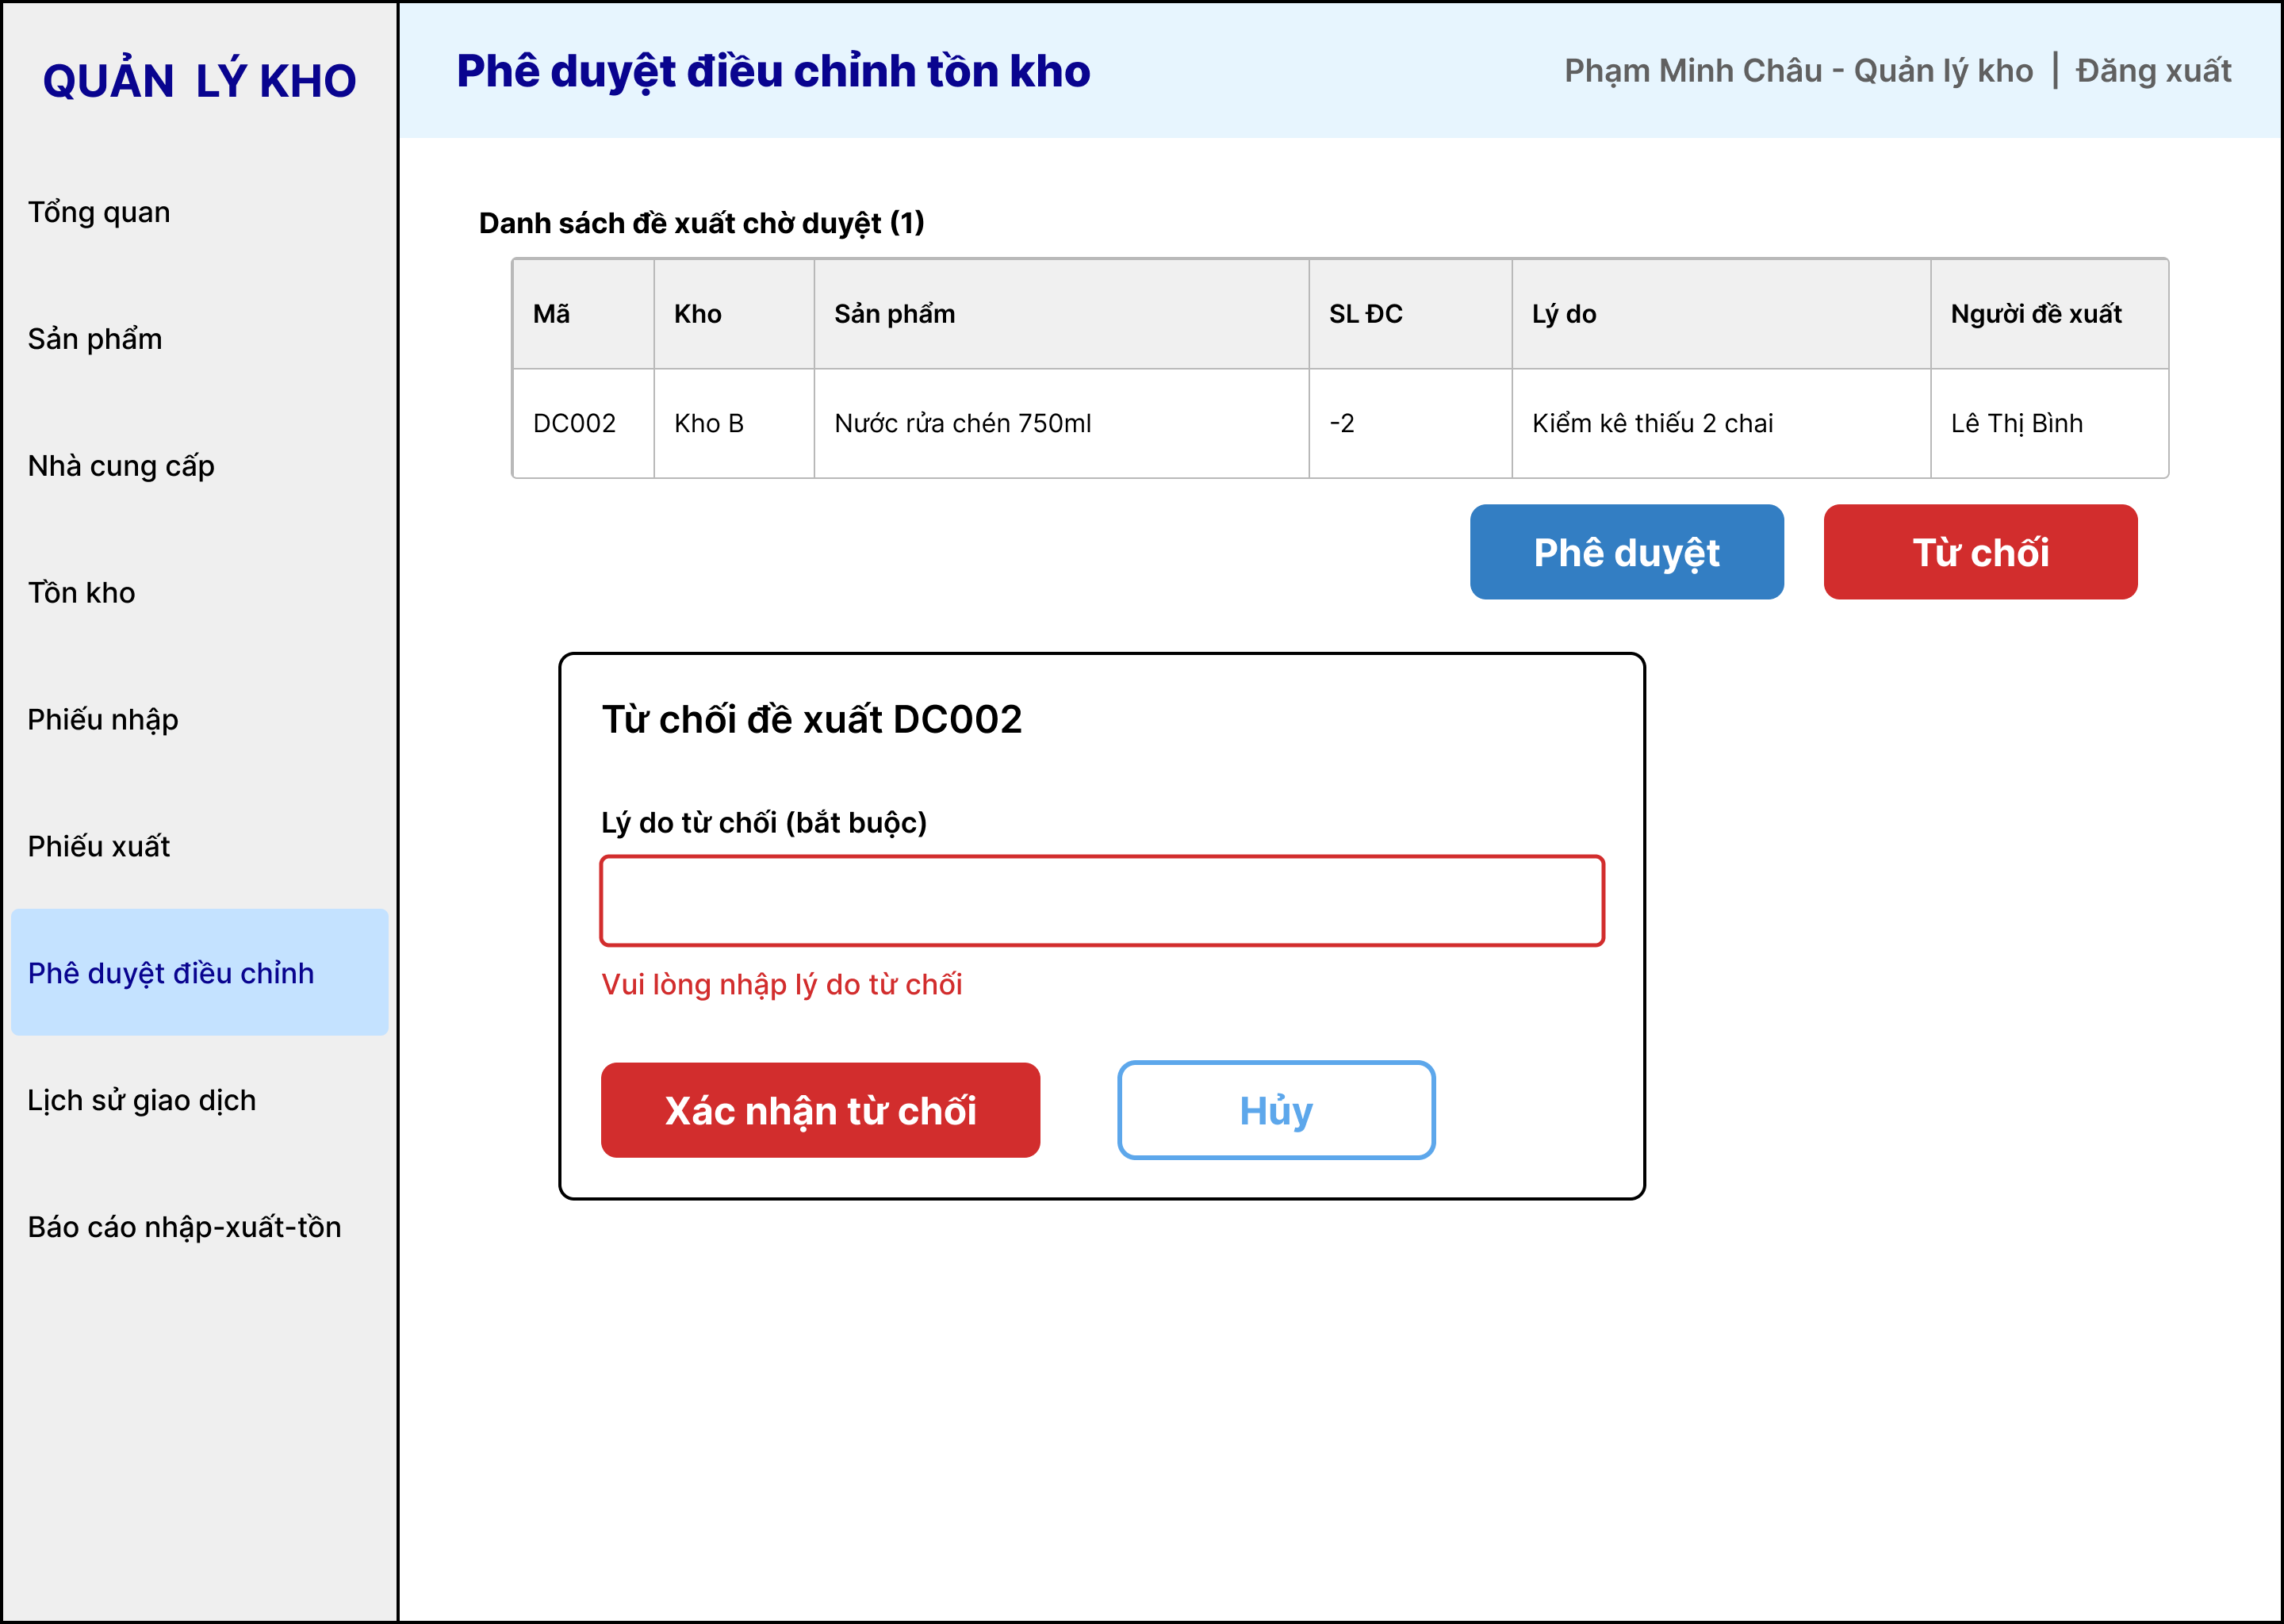 QUẢN LÝ KHO
Tổng quan
Sản phẩm
Nhà cung cấp
Tồn kho
Phiếu nhập
Phiếu xuất
Phê duyệt điều chỉnh
Lịch sử giao dịch
Báo cáo nhập-xuất-tồn
Phê duyệt điều chỉnh tồn kho
Phạm Minh Châu - Quản lý kho | Đăng xuất
Danh sách đề xuất chờ duyệt (1)
Mã Kho Sản phẩm SL ĐC Lý do Người đề xuất
DC002 Kho B Nước rửa chén 750ml -2 Kiểm kê thiếu 2 chai Lê Thị Bình
Phê duyệt Từ chối
Từ chối đề xuất DC002
Lý do từ chối (bắt buộc)
Vui lòng nhập lý do từ chối
Xác nhận từ chối Hủy